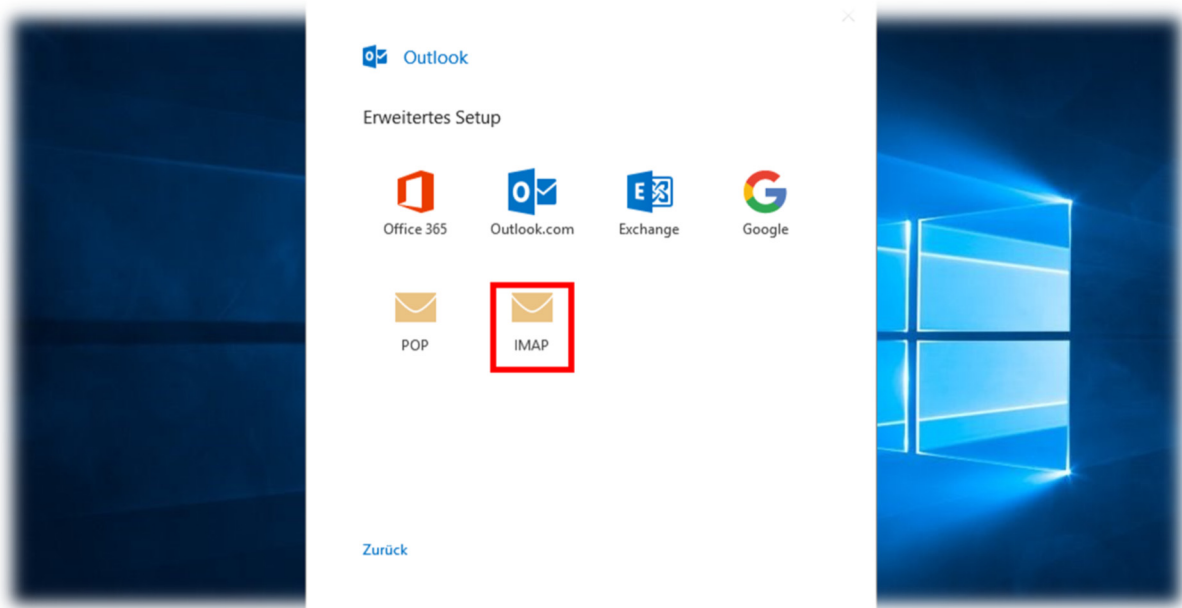 Outlook
Erweitertes Setup
Office 365
Outlook.com
Exchange
Google
POP
IMAP
Zurück